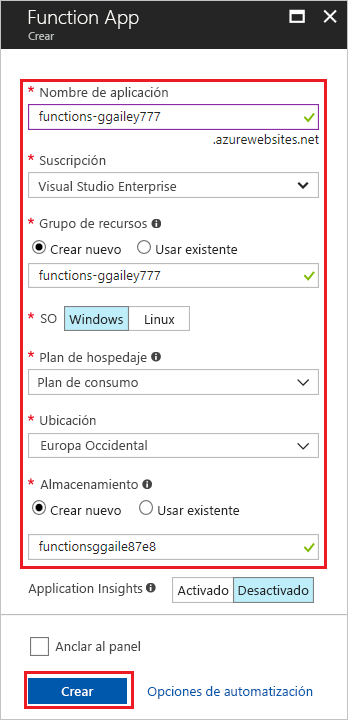 Function App
Crear
* Nombre de aplicación
functions-ggailey777
.azurewebsites.net
* Suscripción
Visual Studio Enterprise
* Grupo de recursos
Crear nuevo Usar existente
functions-ggailey777
* SO Windows Linux
* Plan de hospedaje
Plan de consumo
* Ubicación
Europa Occidental
* Almacenamiento
Crear nuevo Usar existente
functionsggaile87e8
Application Insights Activado Desactivado
Anclar al panel
Crear Opciones de automatización